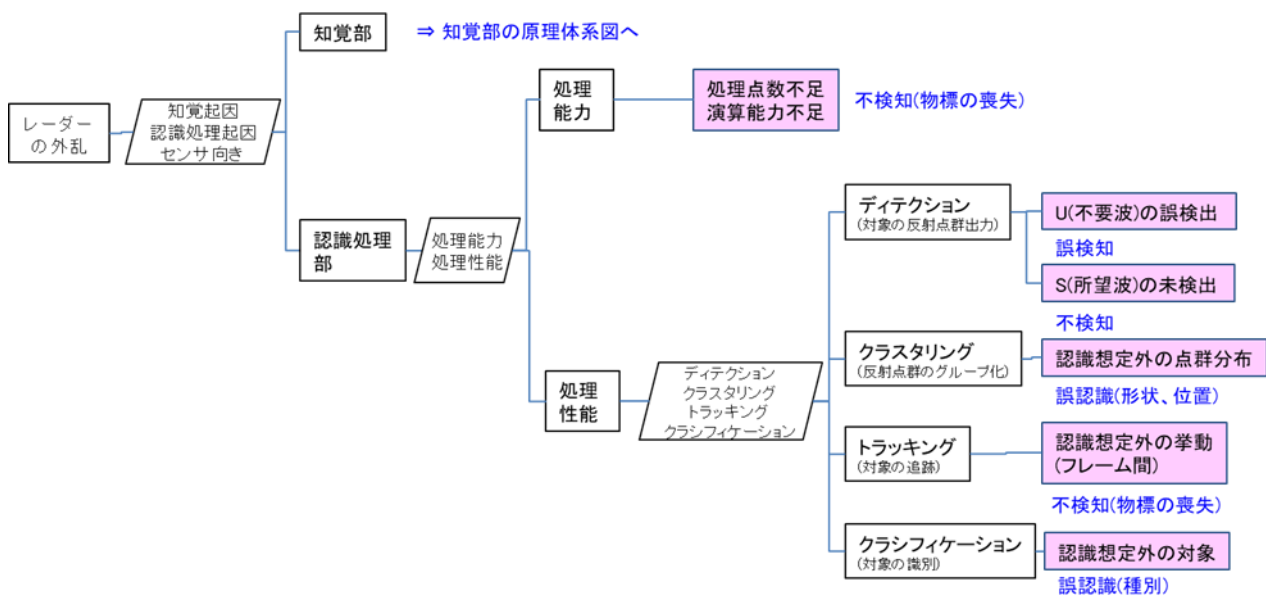 レーダー
の外乱
知覚起因
認識処理起因
センサ向き
知覚部
⇒ 知覚部の原理体系図へ
認識処理
部
処理能力
処理性能
処理
能力
処理点数不足
演算能力不足
不検知(物標の喪失)
処理
性能
ディテクション
クラスタリング
トラッキング
クラシフィケーション
ディテクション
(対象の反射点群出力)
U(不要波)の誤検出
誤検知
S(所望波)の未検出
不検知
クラスタリング
(反射点群のグループ化)
認識想定外の点群分布
誤認識(形状、位置)
トラッキング
(対象の追跡)
認識想定外の挙動
(フレーム間)
不検知(物標の喪失)
クラシフィケーション
(対象の識別)
認識想定外の対象
誤認識(種別)